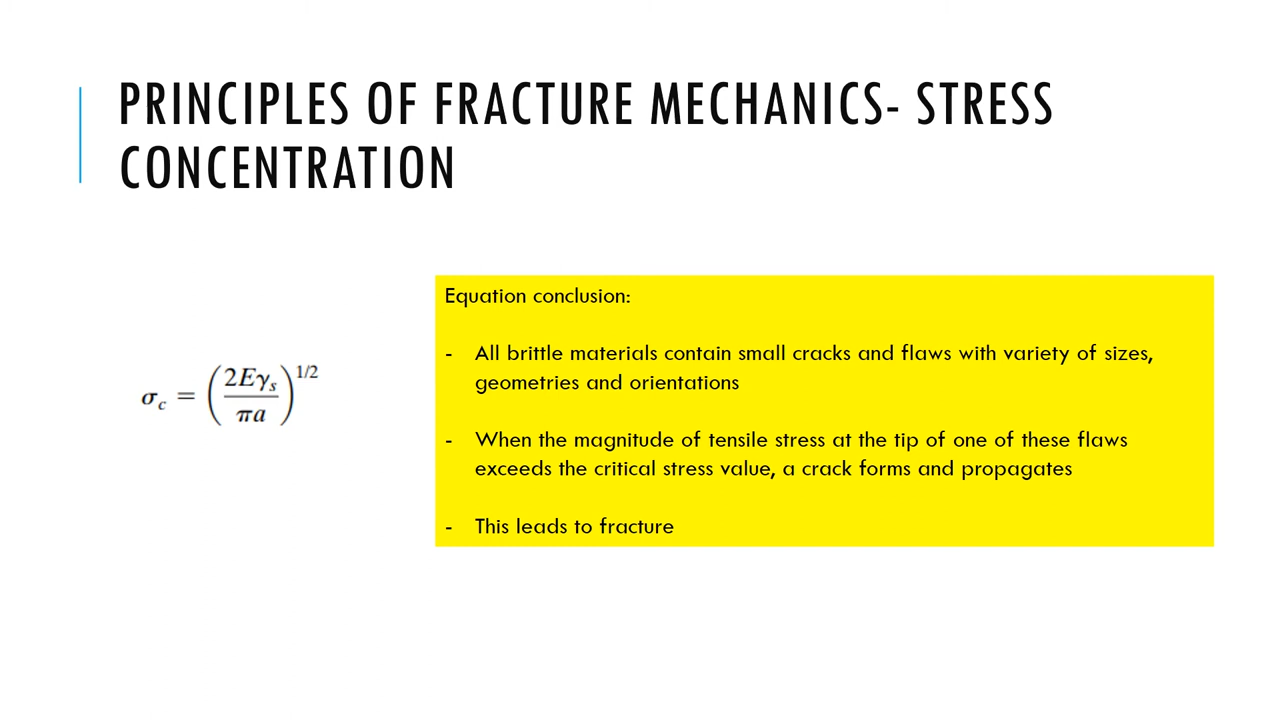 PRINCIPLES OF FRACTURE MECHANICS- STRESS
CONCENTRATION
Equation conclusion:
- All brittle materials contain small cracks and flaws with variety of sizes,
geometries and orientations
σc = (2Eγs / πa)^1/2
- When the magnitude of tensile stress at the tip of one of these flaws
exceeds the critical stress value, a crack forms and propagates
- This leads to fracture